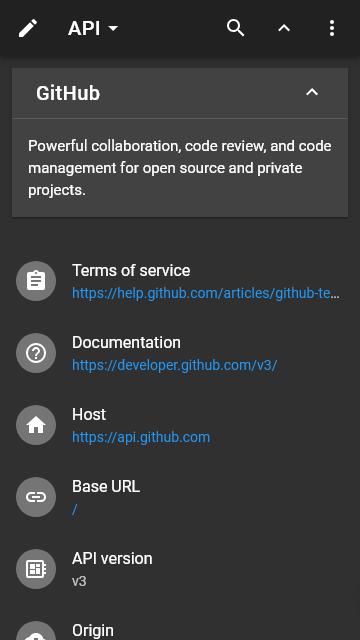 API
GitHub
Powerful collaboration, code review, and code
management for open source and private
projects.
Terms of service
https://help.github.com/articles/github-te…
Documentation
https://developer.github.com/v3/
Host
https://api.github.com
Base URL
/
API version
v3
Origin